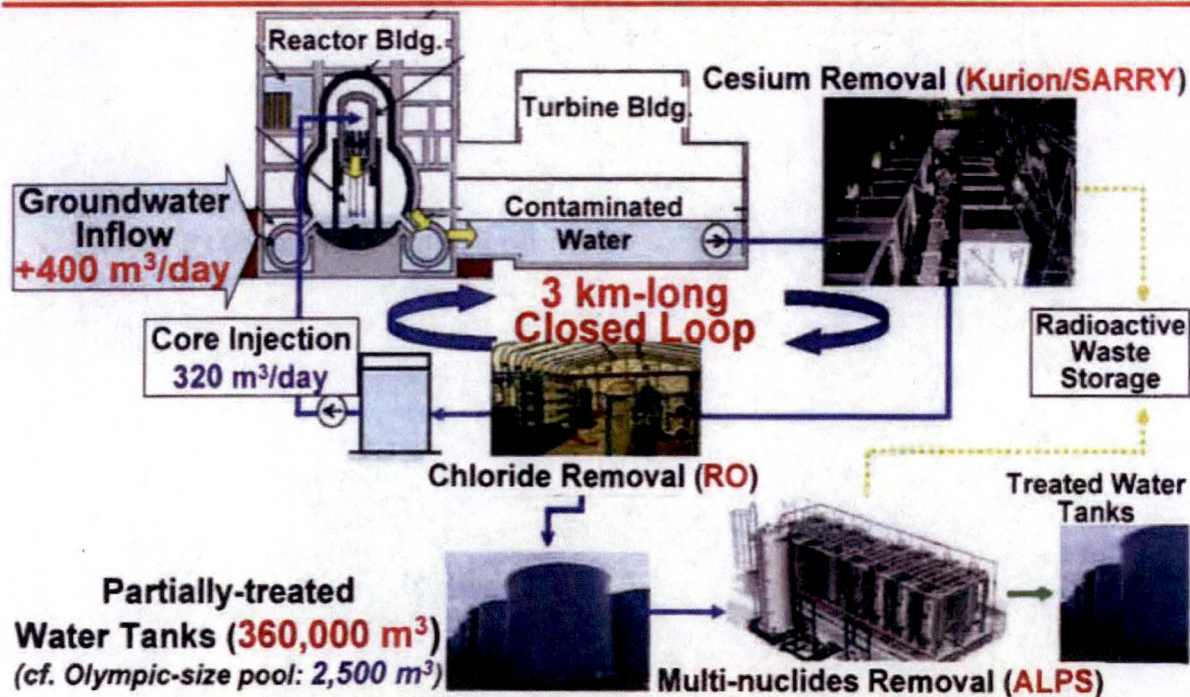 Reactor Bldg.
Cesium Removal (Kurion/SARRY)
Turbine Bldg.
Groundwater
Inflow
+400 m³/day
Contaminated
Water
3 km-long
Closed Loop
Core Injection
320 m³/day
Radioactive
Waste
Storage
Chloride Removal (RO)
Treated Water
Tanks
Partially-treated
Water Tanks (360,000 m³)
(cf. Olympic-size pool: 2,500 m³)
Multi-nuclides Removal (ALPS)